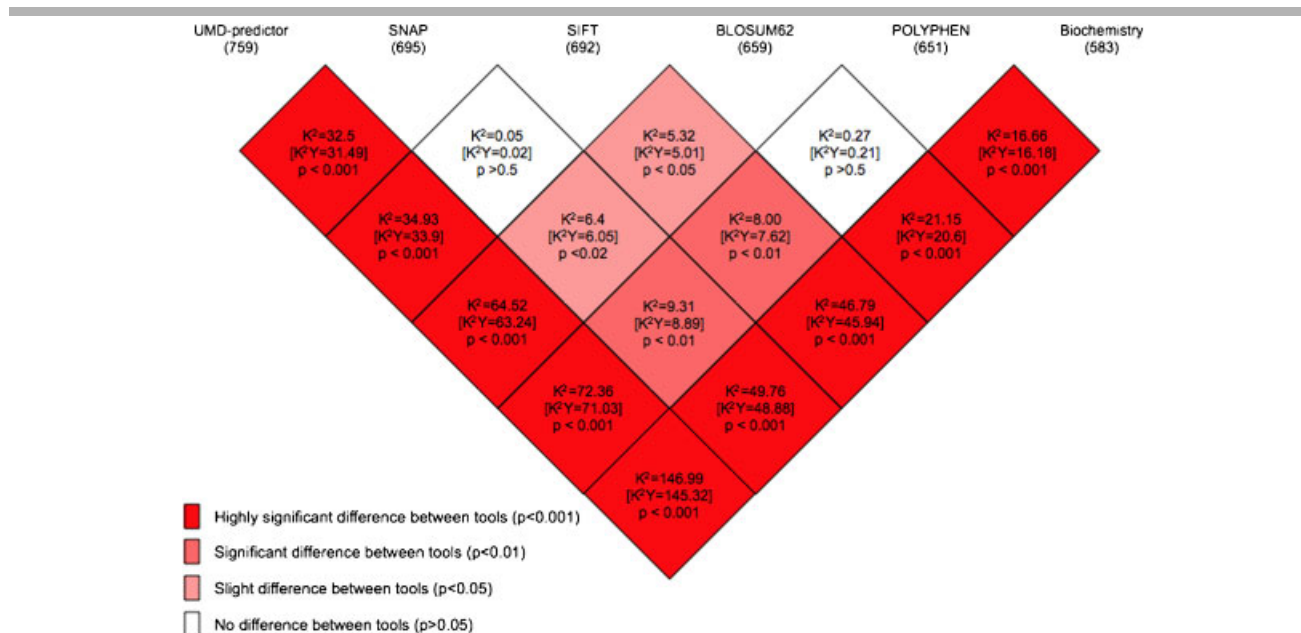 UMD-predictor SNAP SIFT BLOSUM62 POLYPHEN Biochemistry
(759) (695) (692) (659) (651) (583)
K²=32.5 K²=0.05 K²=5.32 K²=0.27 K²=16.66
[K²Y=31.49] [K²Y=0.02] [K²Y=5.01] [K²Y=0.21] [K²Y=16.18]
p < 0.001 p >0.5 p < 0.05 p >0.5 p < 0.001
K²=34.93 K²=6.4 K²=8.00 K²=21.15
[K²Y=33.9] [K²Y=6.05] [K²Y=7.62] [K²Y=20.6]
p < 0.001 p <0.02 p < 0.01 p < 0.001
K²=64.52 K²=9.31 K²=46.79
[K²Y=63.24] [K²Y=8.89] [K²Y=45.94]
p < 0.001 p < 0.01 p < 0.001
K²=72.36 K²=49.76
[K²Y=71.03] [K²Y=48.88]
p < 0.001 p < 0.001
K²=146.99
[K²Y=145.32]
p < 0.001
Highly significant difference between tools (p<0.001)
Significant difference between tools (p<0.01)
Slight difference between tools (p<0.05)
No difference between tools (p>0.05)